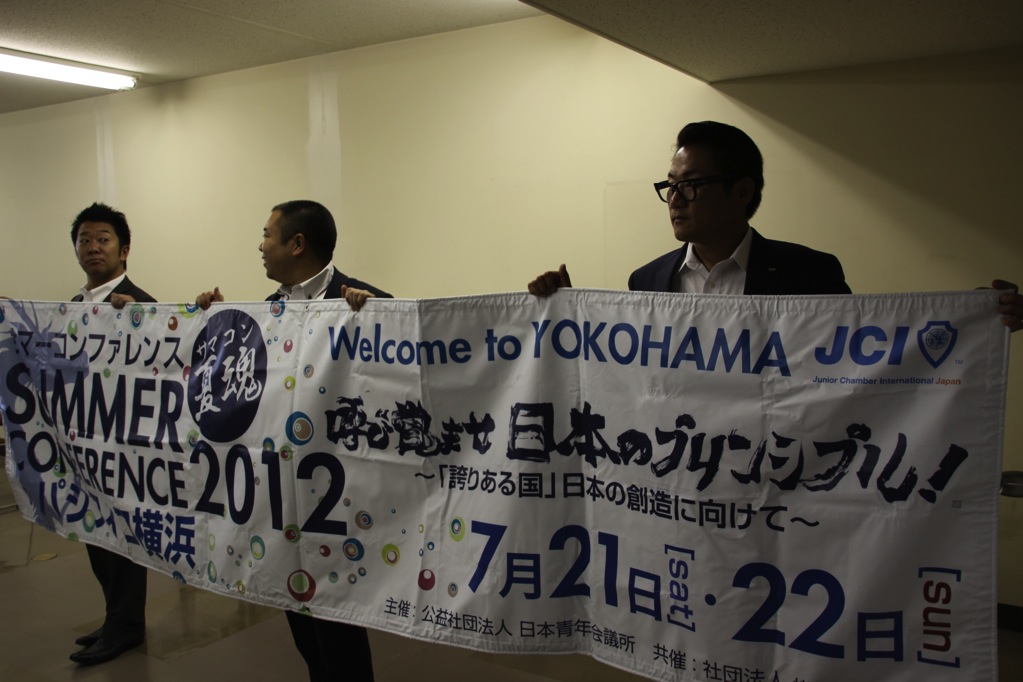 サマーコンファレンス
SUMMER
CONFERENCE 2012
パシフィコ横浜
サマコン
夏魂
Welcome to YOKOHAMA
JCI
TM
Junior Chamber International Japan
呼び覚ませ 日本のプリンシプル!
~「誇りある国」日本の創造に向けて~
7月21日[sat]・22日[sun]
主催:公益社団法人 日本青年会議所 共催:社団法人